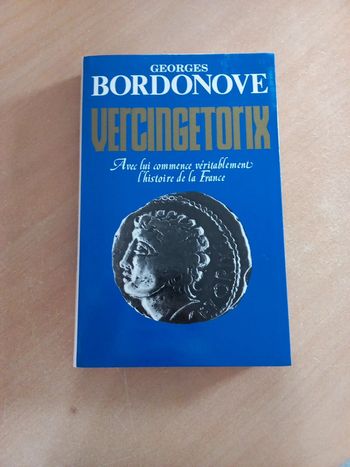 GEORGES
BORDONOVE
VERCINGETORIX
Avec lui commence véritablement
l'histoire de la France